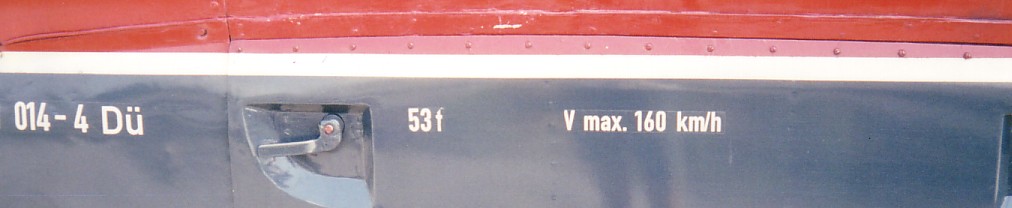 014-4 Dü 53f V max. 160 km/h